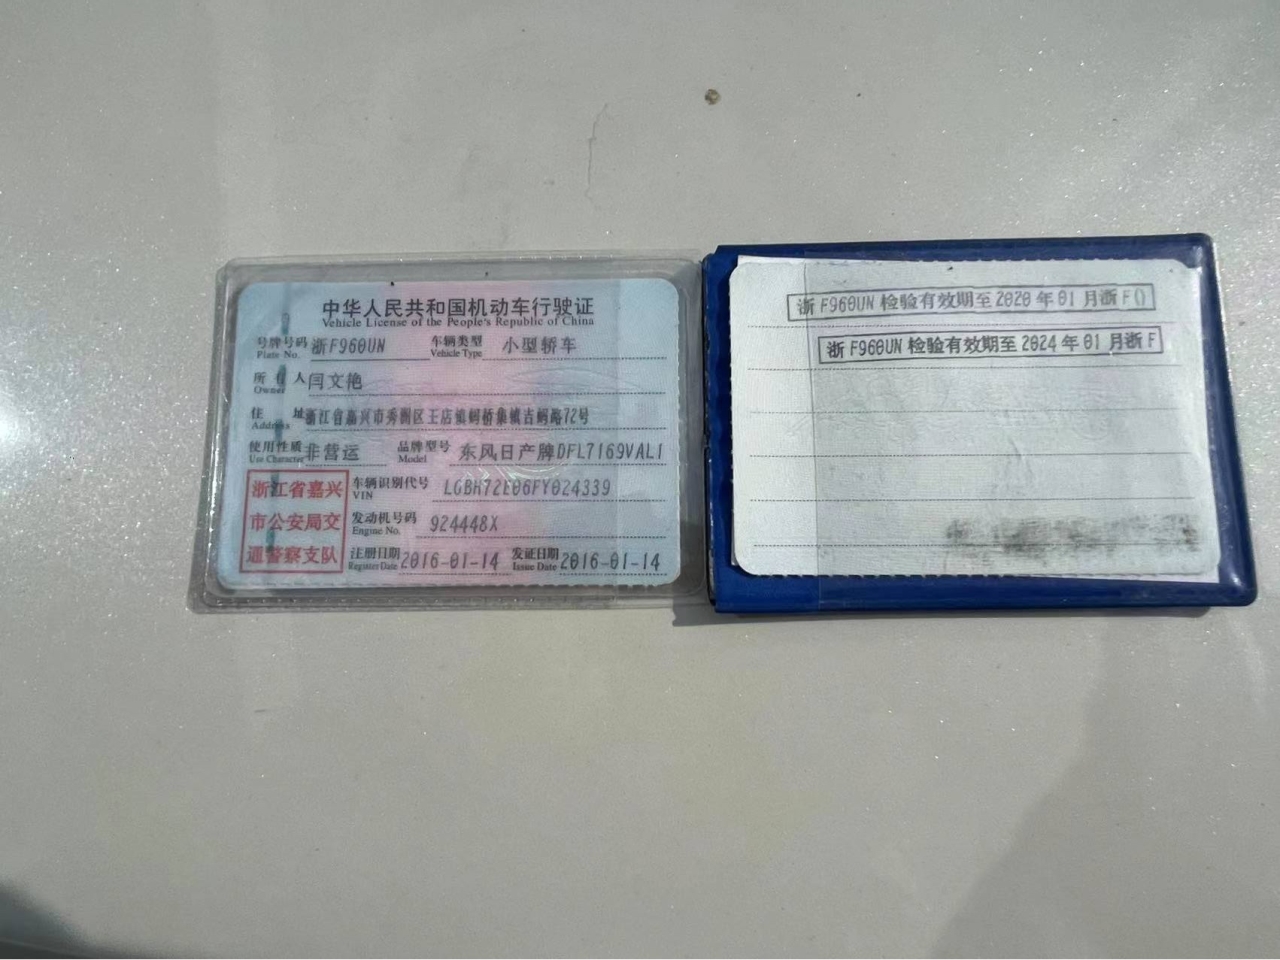 中华人民共和国机动车行驶证
Vehicle License of the People's Republic of China
号牌号码 浙F960UN 车辆类型 小型轿车
Plate No. Vehicle Type
所有人 闫文艳
Owner
住址 浙江省嘉兴市秀洲区王店镇蚂桥集镇吉蚂路72号
Address
使用性质 非营运 品牌型号 东风日产牌DFL7169VAL1
Use Character Model
浙江省嘉兴
市公安局交
通警察支队
车辆识别代号 LGBH72E06FY024339
VIN
发动机号码 924448X
Engine No.
注册日期 2016-01-14 发证日期 2016-01-14
Register Date Issue Date
浙F960UN 检验有效期至2020年01月浙F()
浙F960UN 检验有效期至2024年01月浙F